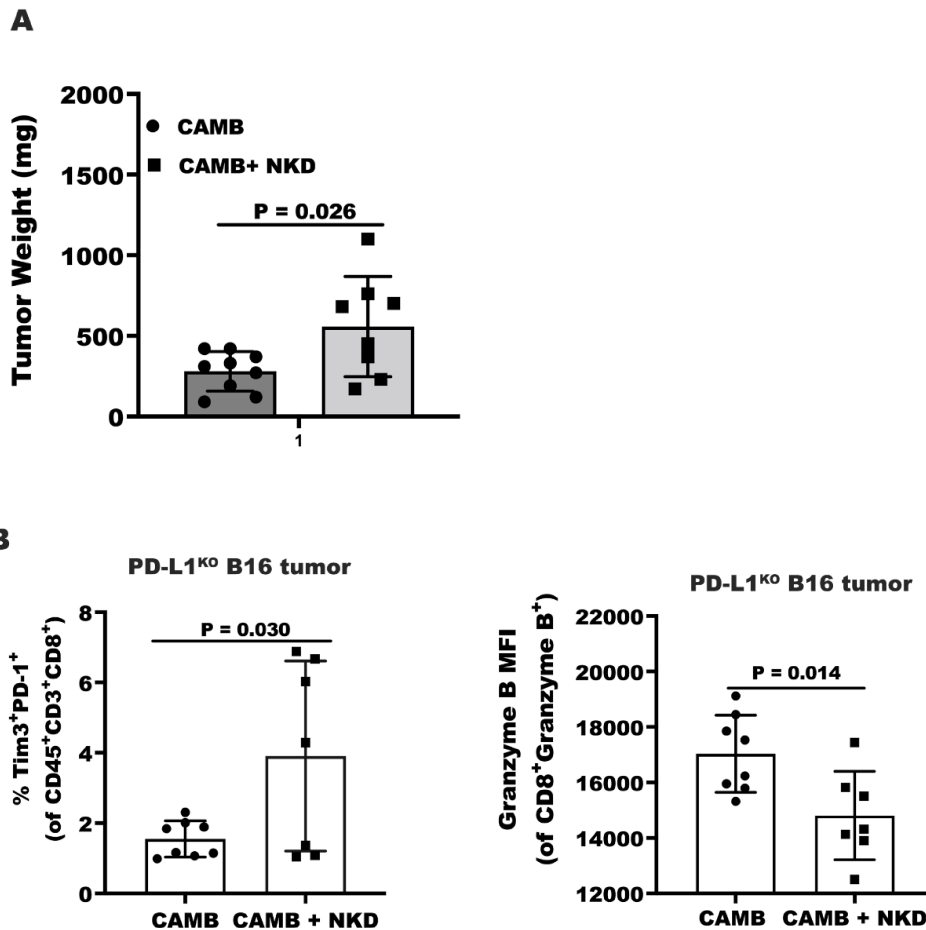 A
Tumor Weight (mg)
2000
1500
1000
500
0
CAMB
CAMB+ NKD
P = 0.026
1
B
PD-L1ᴷᴼ B16 tumor
% Tim3⁺PD-1⁺
(of CD45⁺CD3⁺CD8⁺)
8
6
4
2
0
P = 0.030
CAMB CAMB + NKD
PD-L1ᴷᴼ B16 tumor
Granzyme B MFI
(of CD8⁺Granzyme B⁺)
22000
20000
18000
16000
14000
12000
P = 0.014
CAMB CAMB + NKD